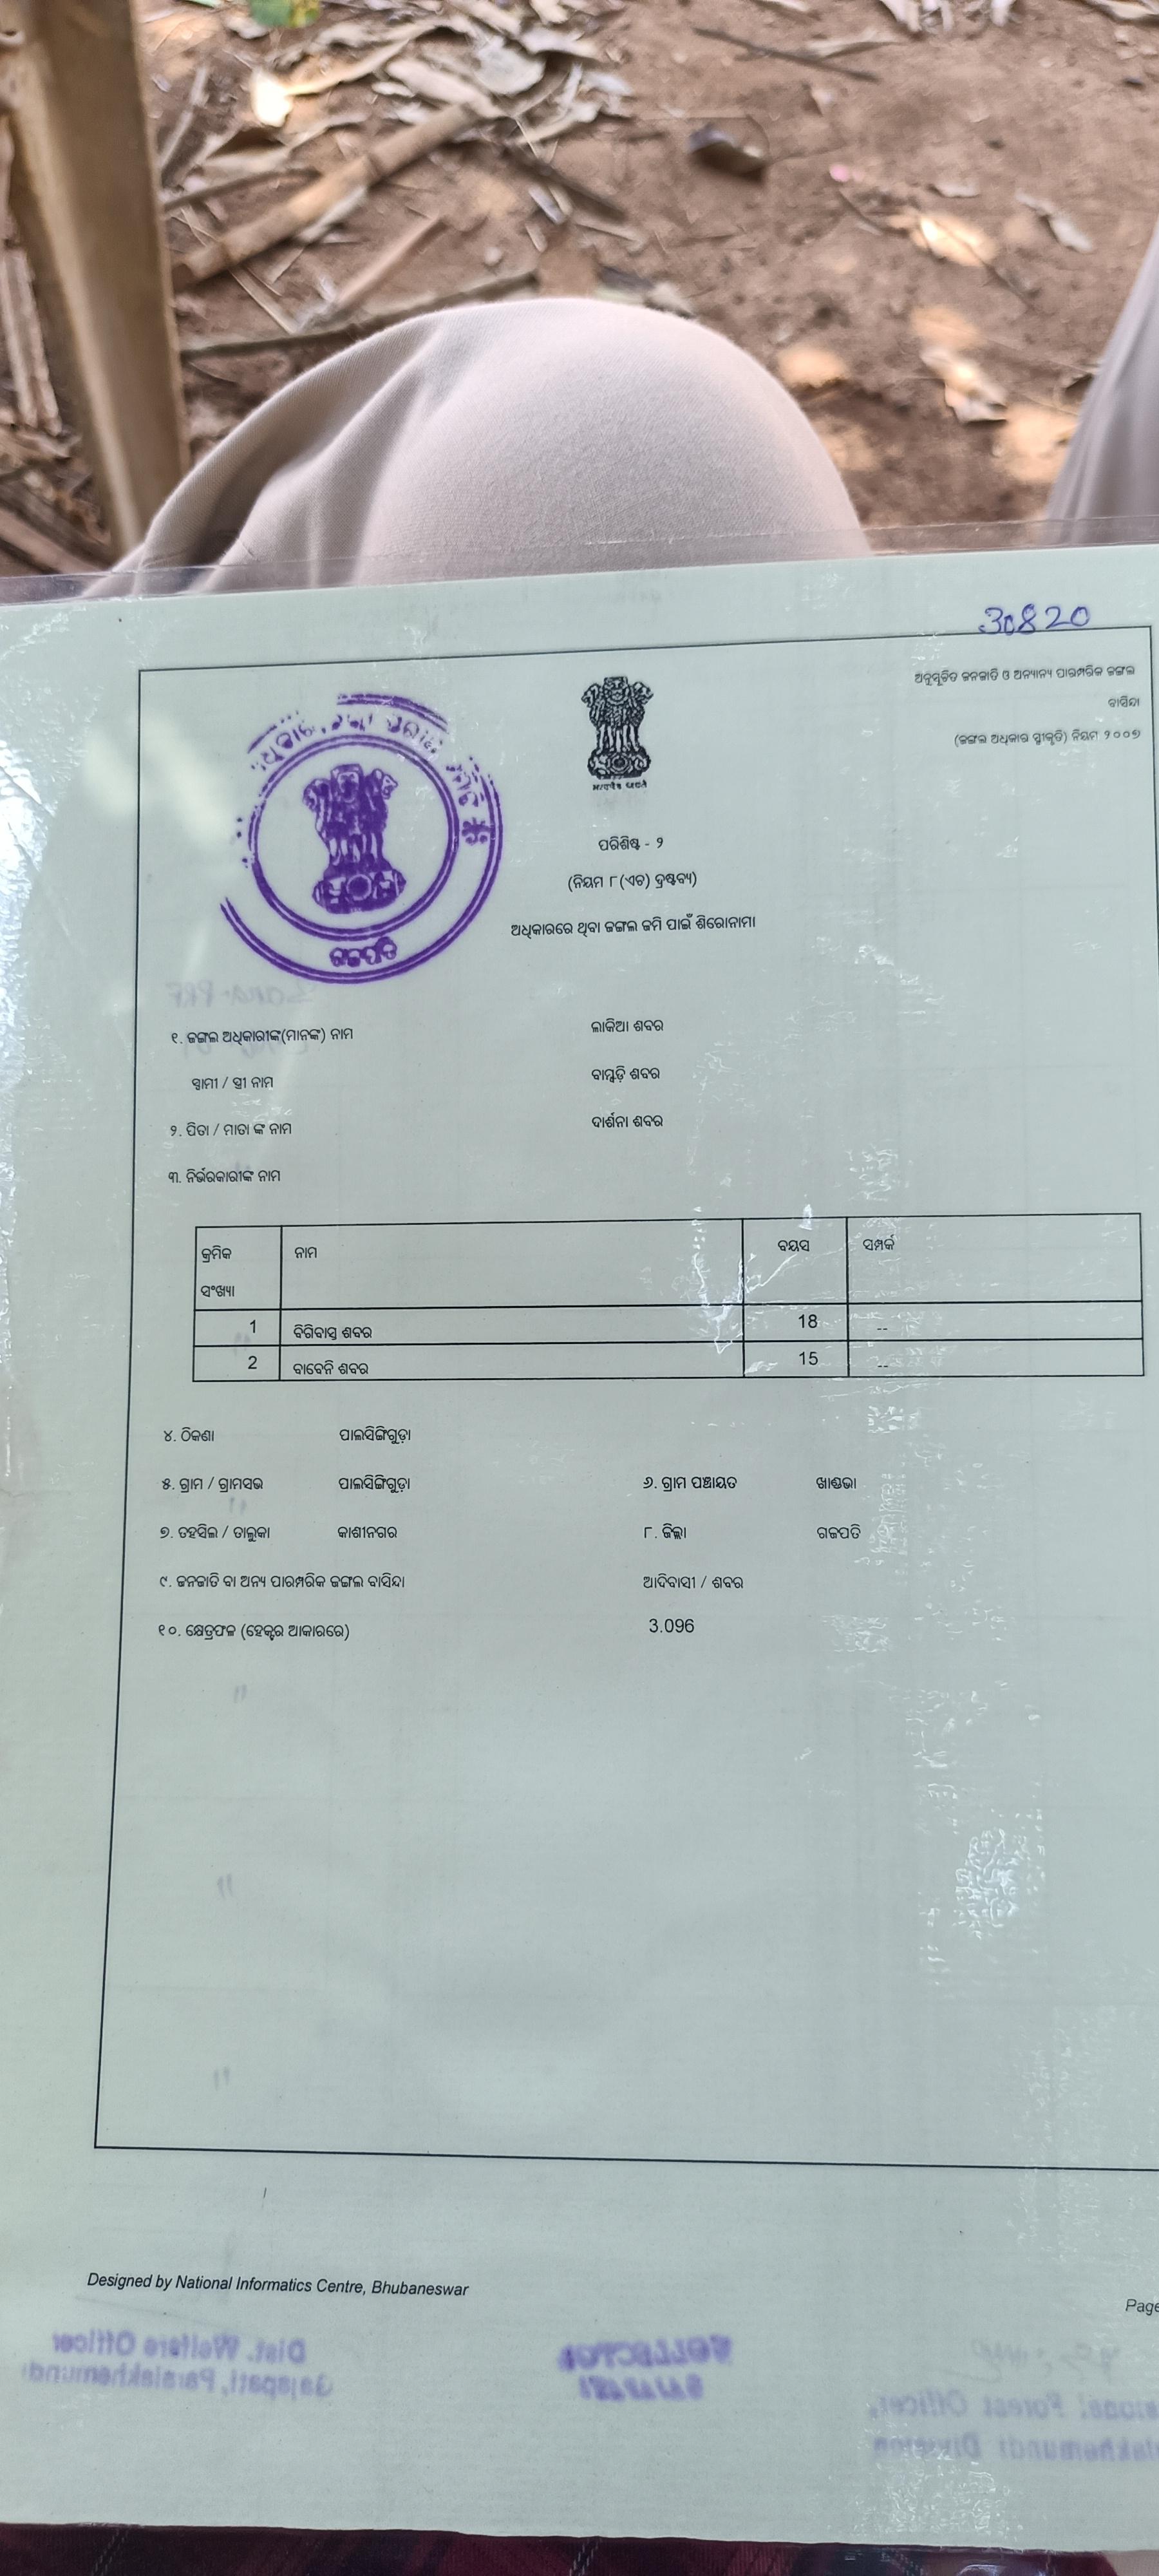 30820
ଅନୁସୂଚିତ ଜନଜାତି ଓ ଅନ୍ୟାନ୍ୟ ପାରମ୍ପରିକ ଜଙ୍ଗଲ
ବାସିନ୍ଦା
(ଜଙ୍ଗଲ ଅଧିକାର ସ୍ବୀକୃତି) ନିୟମ ୨୦୦୭
ଗଜପତି
ପରିଶିଷ୍ଟ - ୨
(ନିୟମ ୮(ଏଚ) ଦ୍ରଷ୍ଟବ୍ୟ)
ଅଧିକାରରେ ଥିବା ଜଙ୍ଗଲ ଜମି ପାଇଁ ଶିରୋନାମା
୧. ଜଙ୍ଗଲ ଅଧିକାରୀଙ୍କ(ମାନଙ୍କ) ନାମ ଲାକିଆ ଶବର
ସ୍ବାମୀ / ସ୍ତ୍ରୀ ନାମ ଶବର
୨. ପିତା / ମାତା ଙ୍କ ନାମ ଦାର୍ଶନା ଶବର
୩. ନିର୍ଭରକାରୀଙ୍କ ନାମ
କ୍ରମିକ ସଂଖ୍ୟା ନାମ ବୟସ ସମ୍ପର୍କ
1 ବିରିବାସ୍ତ ଶବର 18 --
2 ବାବେନି ଶବର 15 --
୪. ଠିକଣା ପାଲସିଙ୍ଗିଗୁଡ଼ା
୫. ଗ୍ରାମ / ଗ୍ରାମସଭ ପାଲସିଙ୍ଗିଗୁଡ଼ା ୬. ଗ୍ରାମ ପଞ୍ଚାୟତ ଖାଣ୍ଡଭା
୭. ତହସିଲ / ତାଲୁକା କାଶୀନଗର ୮. ଜିଲ୍ଲା ଗଜପତି
୯. ଜନଜାତି ବା ଅନ୍ୟ ପାରମ୍ପରିକ ଜଙ୍ଗଲ ବାସିନ୍ଦା ଆଦିବାସୀ / ଶବର
୧୦. କ୍ଷେତ୍ରଫଳ (ହେକ୍ଟର ଆକାରରେ) 3.096
Designed by National Informatics Centre, Bhubaneswar
Page